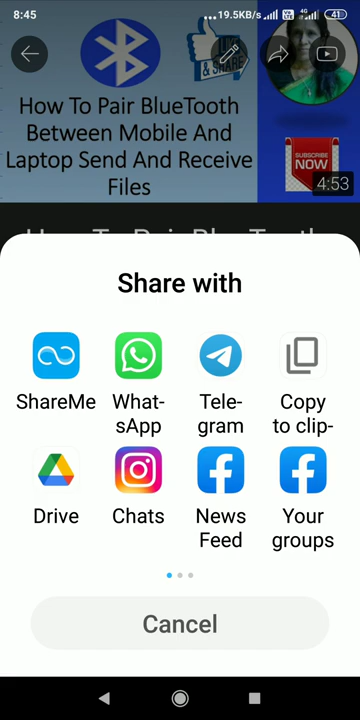 8:45
...19.5KB/s
4G
41
& SHARE
How To Pair BlueTooth
Between Mobile And
Laptop Send And Receive
Files
SUBSCRIBE
NOW
4:53
How To Pair BlueTooth
Share with
ShareMe
What-
sApp
Tele-
gram
Copy
to clip-
Drive
Chats
News
Feed
Your
groups
Cancel